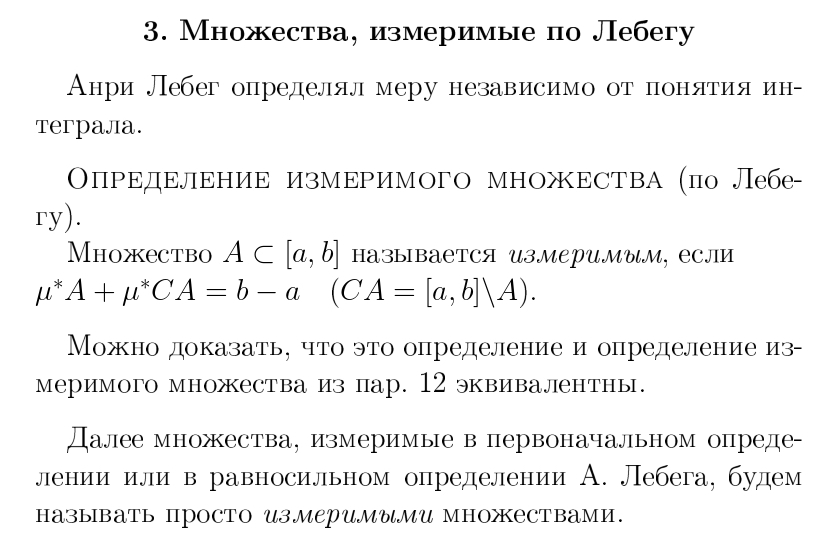 3. Множества, измеримые по Лебегу
Анри Лебег определял меру независимо от понятия ин-
теграла.
ОПРЕДЕЛЕНИЕ ИЗМЕРИМОГО МНОЖЕСТВА (по Лебе-
гу).
Множество A ⊂ [a, b] называется измеримым, если
μ*A + μ*CA = b − a (CA = [a, b]\A).
Можно доказать, что это определение и определение из-
меримого множества из пар. 12 эквивалентны.
Далее множества, измеримые в первоначальном опреде-
лении или в равносильном определении А. Лебега, будем
называть просто измеримыми множествами.